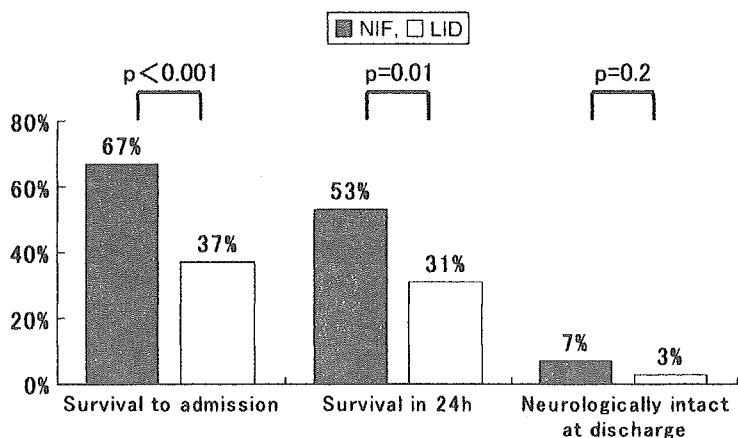 NIF, LID
p<0.001
p=0.01
p=0.2
80%
60%
40%
20%
0%
67%
37%
53%
31%
7%
3%
Survival to admission
Survival in 24h
Neurologically intact
at discharge